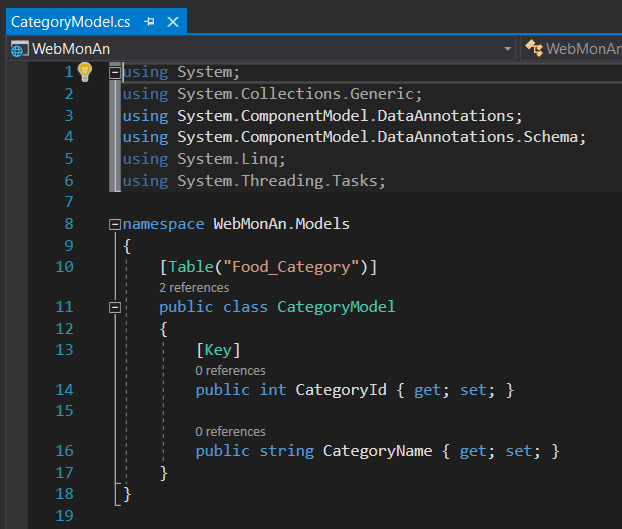 CategoryModel.cs
WebMonAn
WebMonAn
1 using System;
2 using System.Collections.Generic;
3 using System.ComponentModel.DataAnnotations;
4 using System.ComponentModel.DataAnnotations.Schema;
5 using System.Linq;
6 using System.Threading.Tasks;
7
8 namespace WebMonAn.Models
9 {
10 [Table("Food_Category")]
2 references
11 public class CategoryModel
12 {
13 [Key]
0 references
14 public int CategoryId { get; set; }
15
0 references
16 public string CategoryName { get; set; }
17 }
18 }
19